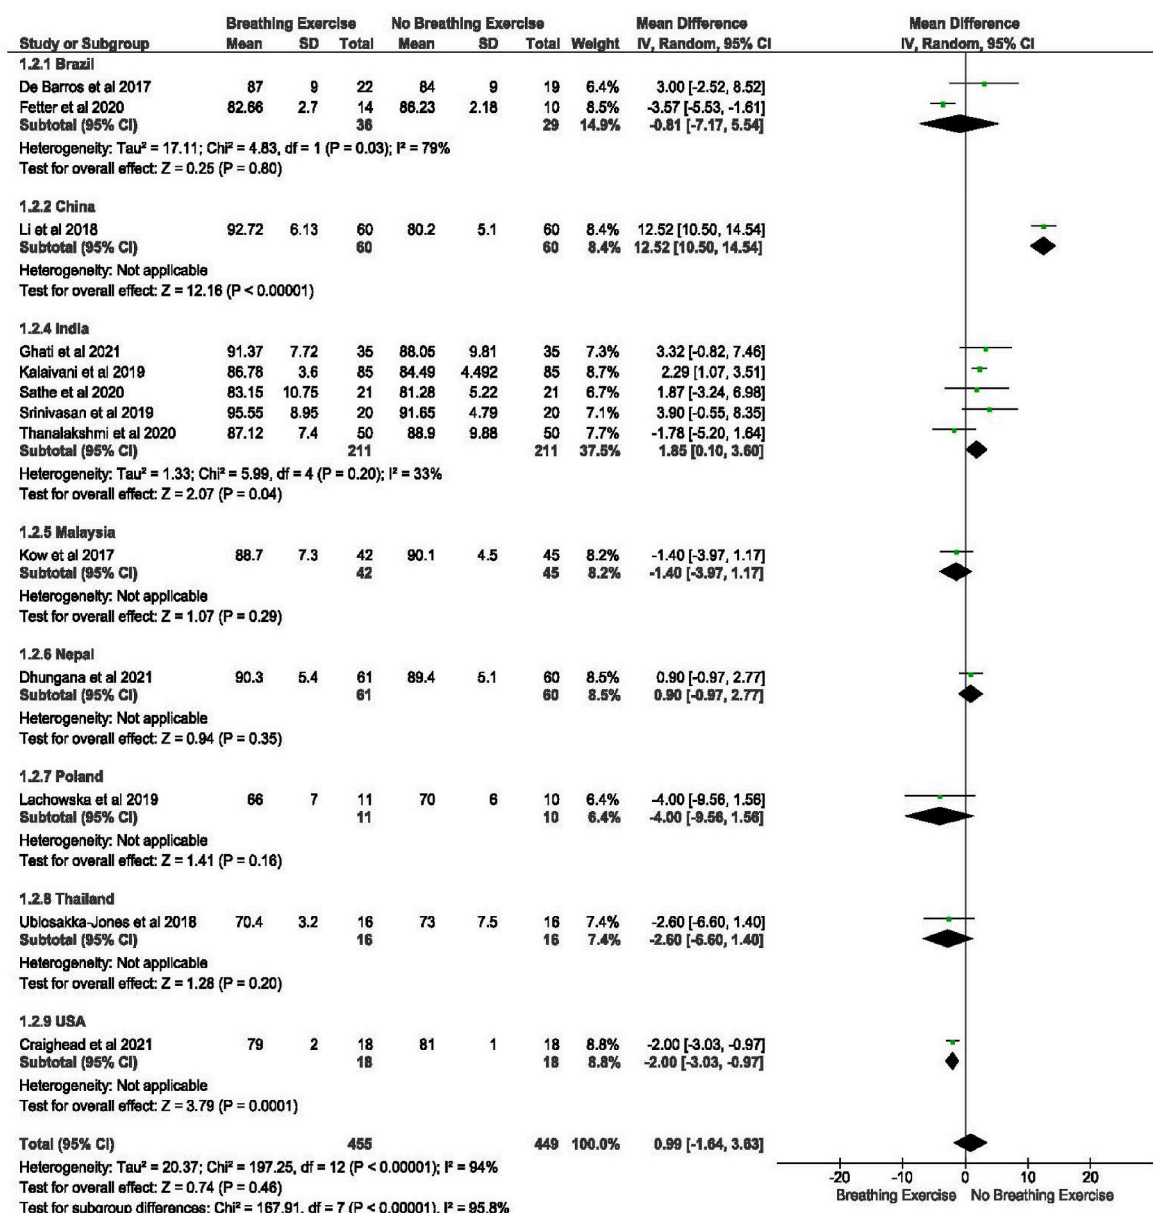 Breathing Exercise No Breathing Exercise Mean Difference Mean Difference
Study or Subgroup Mean SD Total Mean SD Total Weight IV, Random, 95% CI IV, Random, 95% CI
1.2.1 Brazil
De Barros et al 2017 87 9 22 84 9 19 6.4% 3.00 [-2.52, 8.52]
Fetter et al 2020 82.66 2.7 14 86.23 2.18 10 8.5% -3.57 [-5.53, -1.61]
Subtotal (95% CI) 36 29 14.9% -0.81 [-7.17, 5.54]
Heterogeneity: Tau² = 17.11; Chi² = 4.83, df = 1 (P = 0.03); I² = 79%
Test for overall effect: Z = 0.25 (P = 0.80)
1.2.2 China
Li et al 2018 92.72 6.13 60 80.2 5.1 60 8.4% 12.52 [10.50, 14.54]
Subtotal (95% CI) 60 60 8.4% 12.52 [10.50, 14.54]
Heterogeneity: Not applicable
Test for overall effect: Z = 12.16 (P < 0.00001)
1.2.4 India
Ghati et al 2021 91.37 7.72 35 88.05 9.81 35 7.3% 3.32 [-0.82, 7.46]
Kalaivani et al 2019 86.78 3.6 85 84.49 4.492 85 8.7% 2.29 [1.07, 3.51]
Sathe et al 2020 83.15 10.75 21 81.28 5.22 21 6.7% 1.87 [-3.24, 6.98]
Srinivasan et al 2019 95.55 8.95 20 91.65 4.79 20 7.1% 3.90 [-0.55, 8.35]
Thanalakshmi et al 2020 87.12 7.4 50 88.9 9.88 50 7.7% -1.78 [-5.20, 1.64]
Subtotal (95% CI) 211 211 37.5% 1.85 [0.10, 3.60]
Heterogeneity: Tau² = 1.33; Chi² = 5.99, df = 4 (P = 0.20); I² = 33%
Test for overall effect: Z = 2.07 (P = 0.04)
1.2.5 Malaysia
Kow et al 2017 88.7 7.3 42 90.1 4.5 45 8.2% -1.40 [-3.97, 1.17]
Subtotal (95% CI) 42 45 8.2% -1.40 [-3.97, 1.17]
Heterogeneity: Not applicable
Test for overall effect: Z = 1.07 (P = 0.29)
1.2.6 Nepal
Dhungana et al 2021 90.3 5.4 61 89.4 5.1 60 8.5% 0.90 [-0.97, 2.77]
Subtotal (95% CI) 61 60 8.5% 0.90 [-0.97, 2.77]
Heterogeneity: Not applicable
Test for overall effect: Z = 0.94 (P = 0.35)
1.2.7 Poland
Lachowska et al 2019 66 7 11 70 6 10 6.4% -4.00 [-9.56, 1.56]
Subtotal (95% CI) 11 10 6.4% -4.00 [-9.56, 1.56]
Heterogeneity: Not applicable
Test for overall effect: Z = 1.41 (P = 0.16)
1.2.8 Thailand
Ublosakka-Jones et al 2018 70.4 3.2 16 73 7.5 16 7.4% -2.60 [-6.60, 1.40]
Subtotal (95% CI) 16 16 7.4% -2.60 [-6.60, 1.40]
Heterogeneity: Not applicable
Test for overall effect: Z = 1.28 (P = 0.20)
1.2.9 USA
Craighead et al 2021 79 2 18 81 1 18 8.8% -2.00 [-3.03, -0.97]
Subtotal (95% CI) 18 18 8.8% -2.00 [-3.03, -0.97]
Heterogeneity: Not applicable
Test for overall effect: Z = 3.79 (P = 0.0001)
Total (95% CI) 455 449 100.0% 0.99 [-1.64, 3.63]
Heterogeneity: Tau² = 20.37; Chi² = 197.25, df = 12 (P < 0.00001); I² = 94%
Test for overall effect: Z = 0.74 (P = 0.46)
Test for subgroup differences: Chi² = 167.91, df = 7 (P < 0.00001), I² = 95.8%
-20 -10 0 10 20
Breathing Exercise No Breathing Exercise